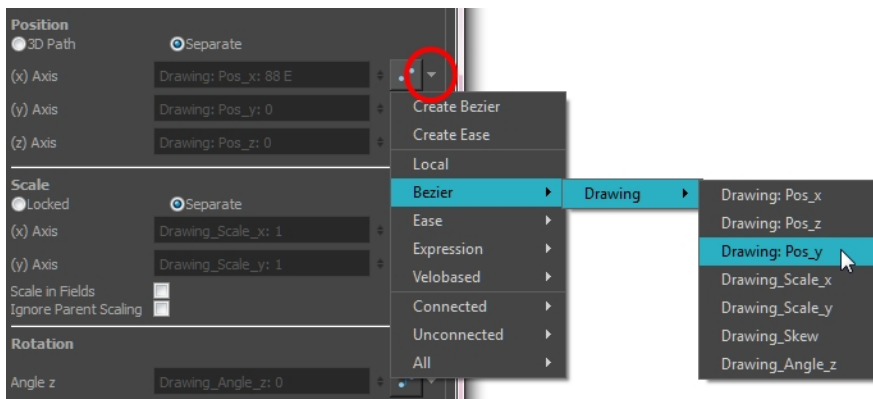 Position
3D Path Separate
(x) Axis Drawing: Pos_x: 88 E
(y) Axis Drawing: Pos_y: 0
(z) Axis Drawing: Pos_z: 0
Scale
Locked Separate
(x) Axis Drawing_Scale_x: 1
(y) Axis Drawing_Scale_y: 1
Scale in Fields
Ignore Parent Scaling
Rotation
Angle z Drawing_Angle_z: 0
Create Bezier
Create Ease
Local
Bezier
Ease
Expression
Velobased
Connected
Unconnected
All
Drawing
Drawing: Pos_x
Drawing: Pos_z
Drawing: Pos_y
Drawing_Scale_x
Drawing_Scale_y
Drawing_Skew
Drawing_Angle_z